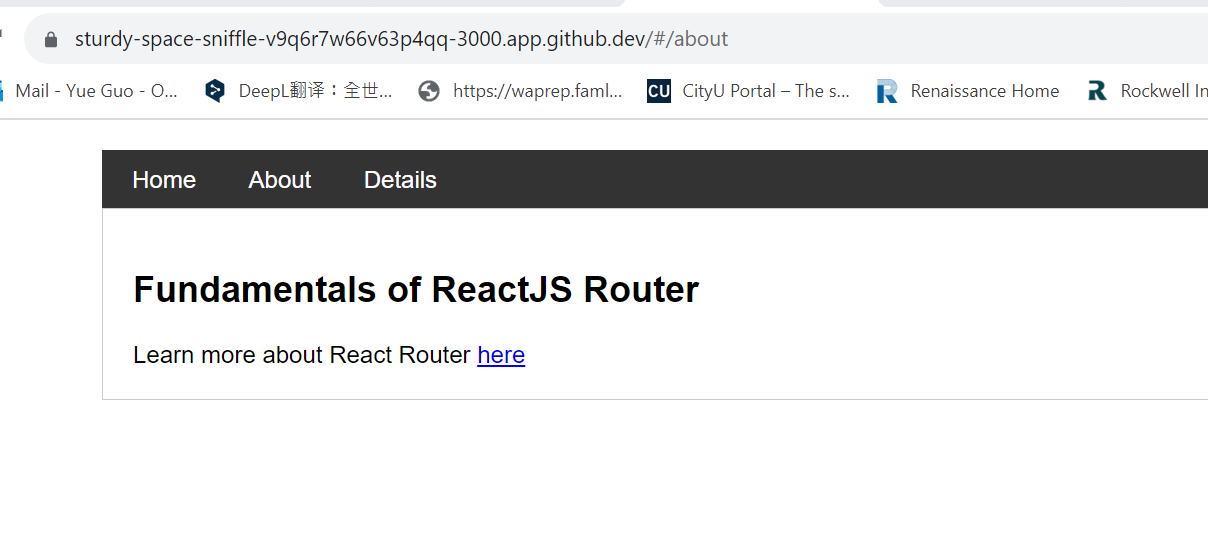 sturdy-space-sniffle-v9q6r7w66v63p4qq-3000.app.github.dev/#/about
Mail - Yue Guo - O... DeepL翻译：全世... https://waprep.faml... CU CityU Portal – The s... Renaissance Home Rockwell In
Home About Details
Fundamentals of ReactJS Router
Learn more about React Router here